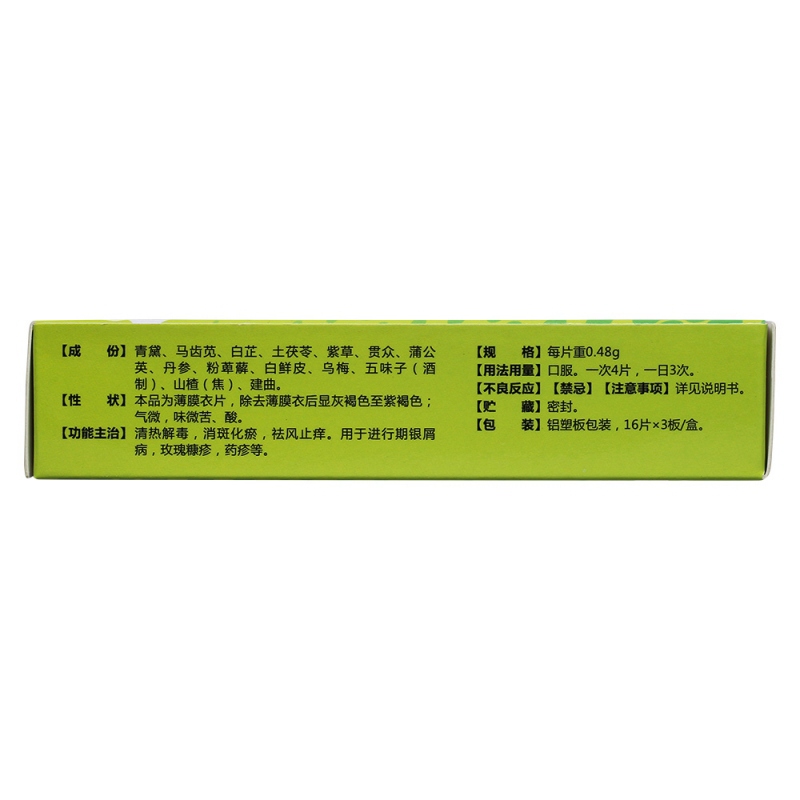 【成 份】青黛、马齿苋、白芷、土茯苓、紫草、贯众、蒲公
英、丹参、粉萆薢、白鲜皮、乌梅、五味子（酒
制）、山楂（焦）、建曲。
【性 状】本品为薄膜衣片，除去薄膜衣后显灰褐色至紫褐色；
气微，味微苦、酸。
【功能主治】清热解毒，消斑化瘀，祛风止痒。用于进行期银屑
病，玫瑰糠疹，药疹等。
【规 格】每片重0.48g
【用法用量】口服。一次4片，一日3次。
【不良反应】【禁忌】【注意事项】详见说明书。
【贮 藏】密封。
【包 装】铝塑板包装，16片×3板/盒。